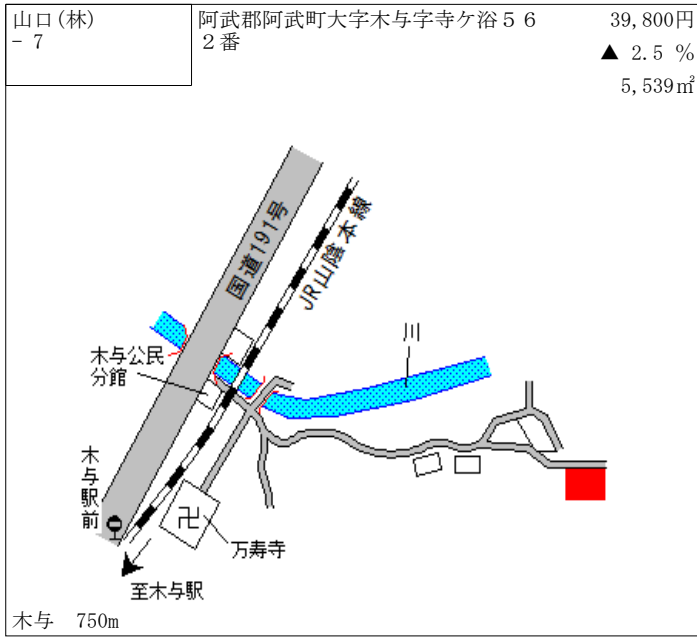 山口(林)
－7
阿武郡阿武町大字木与字寺ケ浴５６
２番
39,800円
▲ 2.5 %
5,539㎡
国道191号
JR山陰本線
川
木与公民
分館
木与駅前
卍
万寿寺
至木与駅
木与 750m